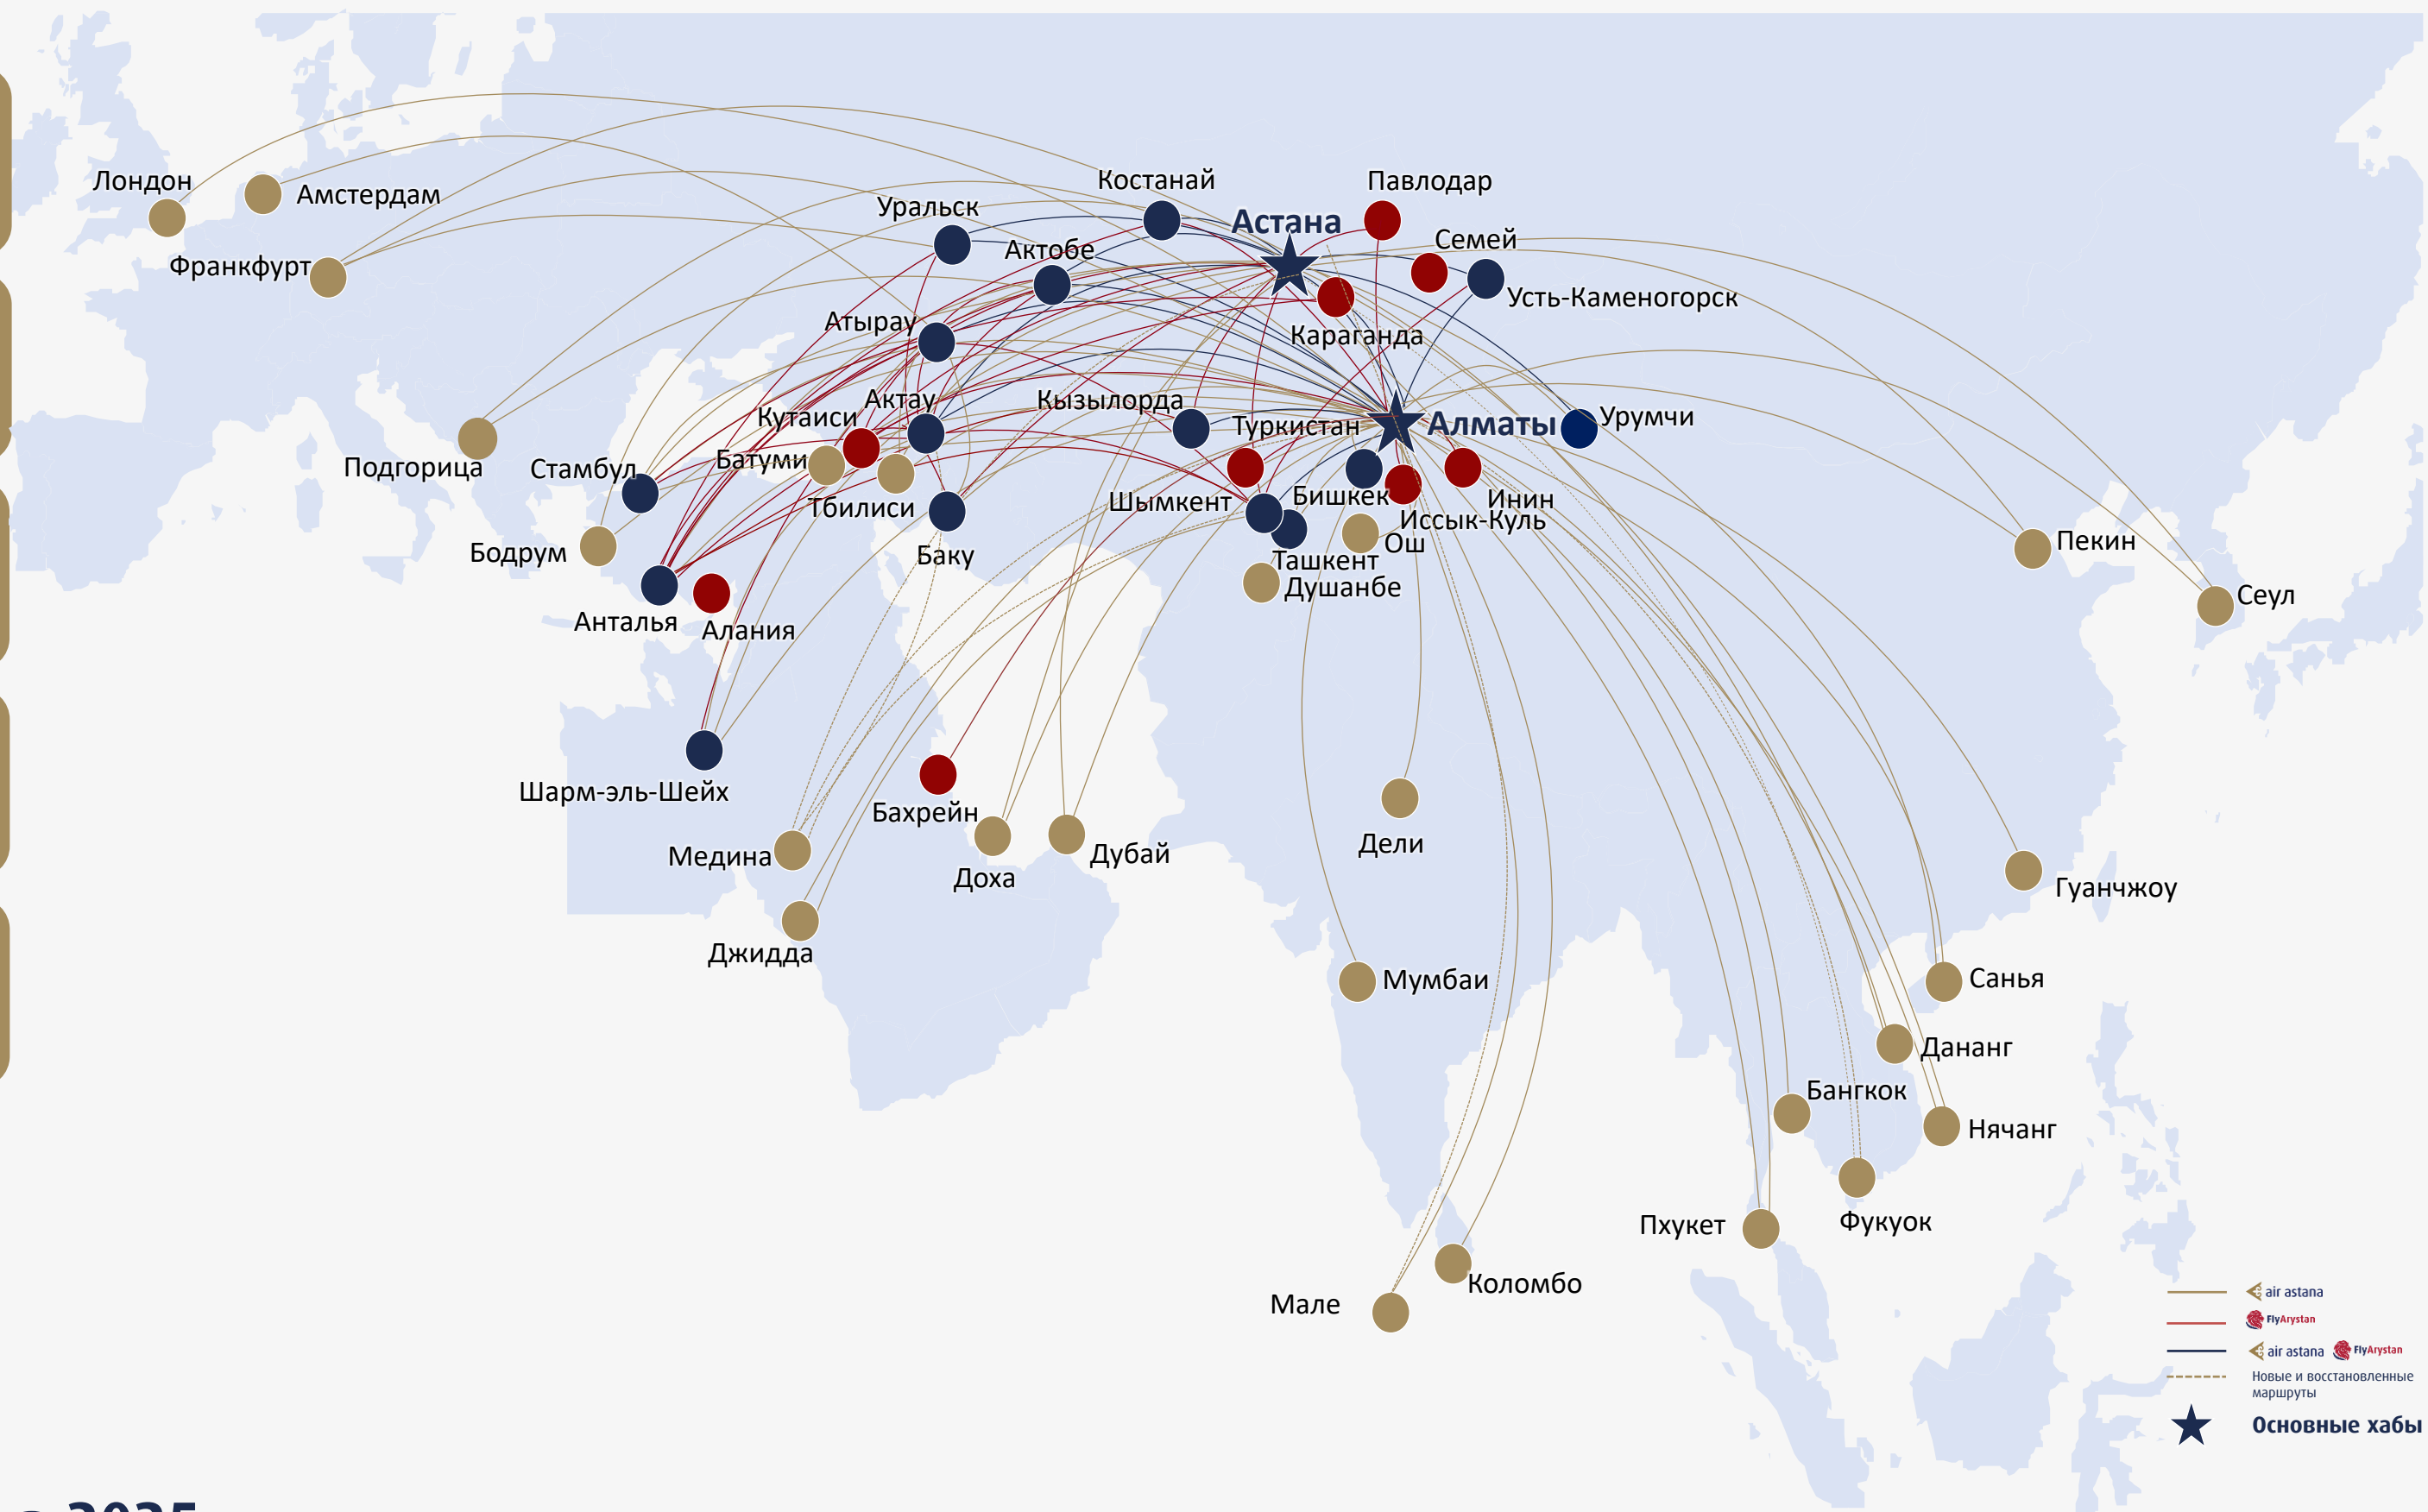 Лондон
Амстердам
Франкфурт
Костанай
Павлодар
Уральск
Астана
Актобе
Семей
Усть-Каменогорск
Атырау
Караганда
Подгорица
Стамбул
Кутаиси
Актау
Батуми
Тбилиси
Кызылорда
Туркистан
Алматы
Урумчи
Бодрум
Баку
Шымкент
Бишкек
Инин
Иссык-Куль
Ош
Ташкент
Душанбе
Пекин
Сеул
Анталья
Алания
Шарм-эль-Шейх
Бахрейн
Медина
Доха
Дубай
Дели
Гуанчжоу
Джидда
Мумбаи
Санья
Дананг
Бангкок
Нячанг
Пхукет
Фукуок
Коломбо
Мале
air astana
FlyArystan
air astana FlyArystan
Новые и восстановленные
маршруты
Основные хабы